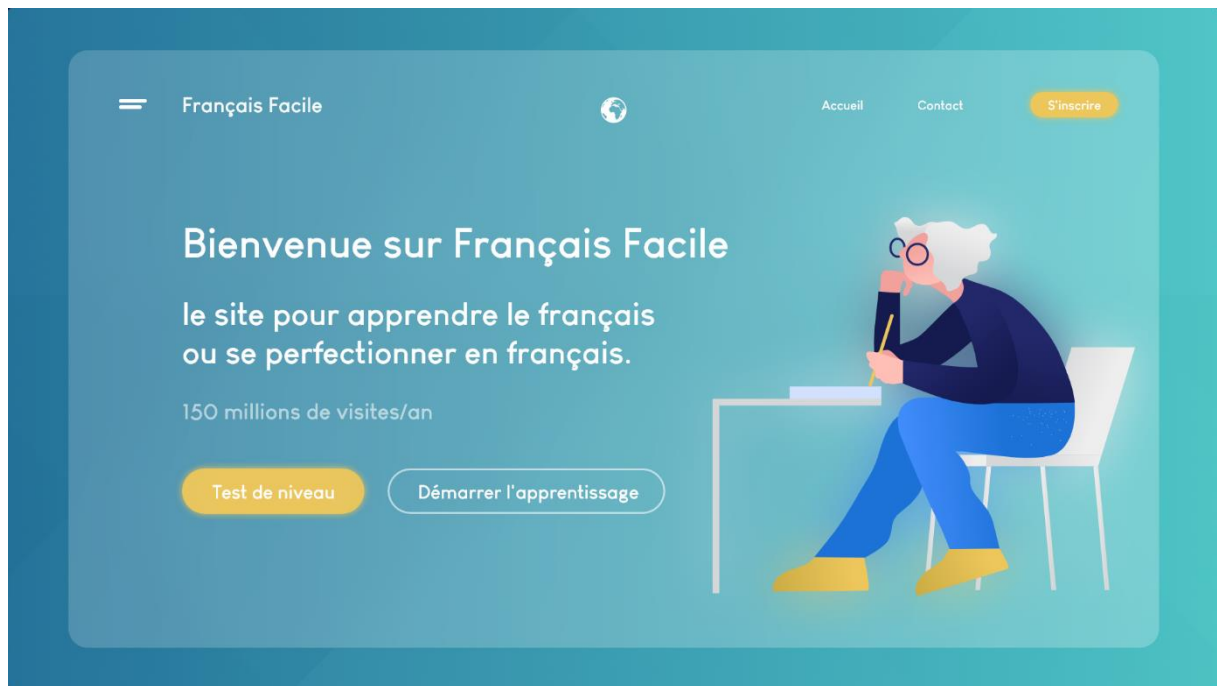 Français Facile
Accueil
Contact
S'inscrire
Bienvenue sur Français Facile
le site pour apprendre le français
ou se perfectionner en français.
150 millions de visites/an
Test de niveau
Démarrer l'apprentissage